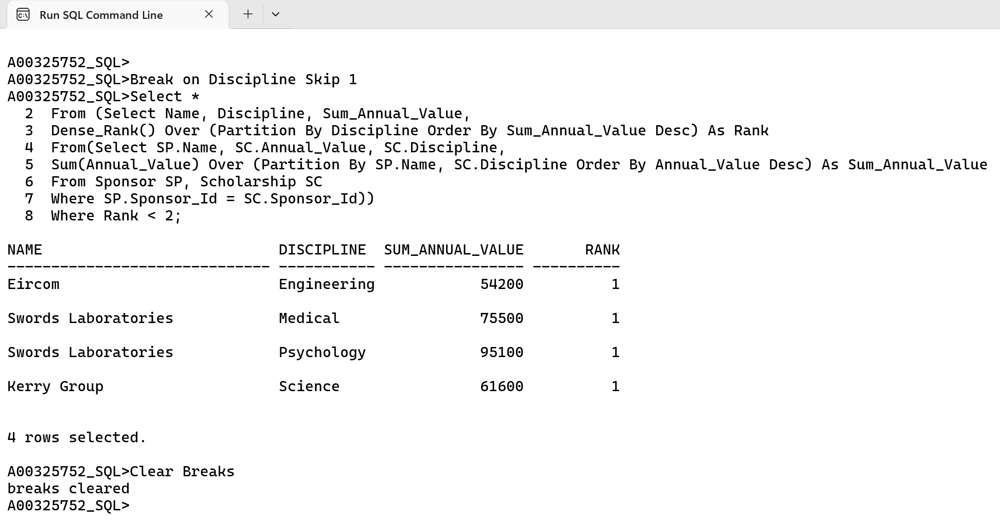 Run SQL Command Line
A00325752_SQL>
A00325752_SQL>Break on Discipline Skip 1
A00325752_SQL>Select *
  2  From (Select Name, Discipline, Sum_Annual_Value,
  3  Dense_Rank() Over (Partition By Discipline Order By Sum_Annual_Value Desc) As Rank
  4  From(Select SP.Name, SC.Annual_Value, SC.Discipline,
  5  Sum(Annual_Value) Over (Partition By SP.Name, SC.Discipline Order By Annual_Value Desc) As Sum_Annual_Value
  6  From Sponsor SP, Scholarship SC
  7  Where SP.Sponsor_Id = SC.Sponsor_Id))
  8  Where Rank < 2;
NAME                           DISCIPLINE  SUM_ANNUAL_VALUE       RANK
------------------------------ ----------- ---------------- ----------
Eircom                         Engineering            54200          1
Swords Laboratories            Medical                75500          1
Swords Laboratories            Psychology             95100          1
Kerry Group                    Science                61600          1
4 rows selected.
A00325752_SQL>Clear Breaks
breaks cleared
A00325752_SQL>